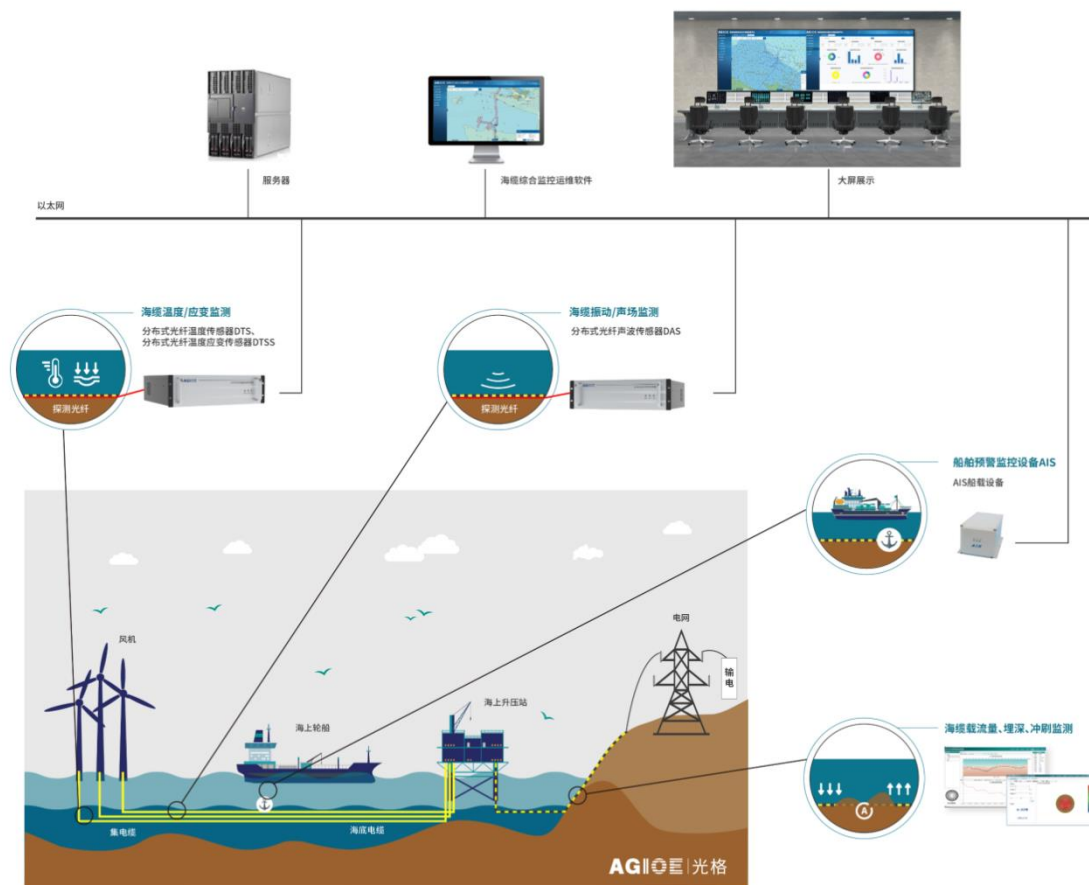 服务器
海缆综合监控运维软件
大屏展示
以太网
海缆温度/应变监测
分布式光纤温度传感器DTS、
分布式光纤温度应变传感器DTSS
探测光纤
海缆振动/声场监测
分布式光纤声波传感器DAS
船舶预警监控设备AIS
AIS船载设备
电网
输电
风机
海上轮船
海上升压站
集电缆
海底电缆
海缆载流量、埋深、冲刷监测
A
AGIOE|光格